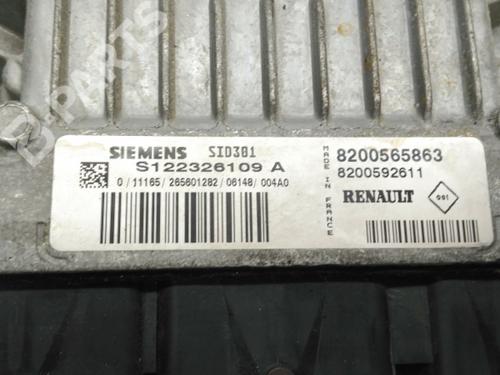 SIEMENS SID301
S122326109 A
0/11165/265601282/06148/004A0
MADE IN FRANCE
8200565863
8200592611
RENAULT
B-PARTS